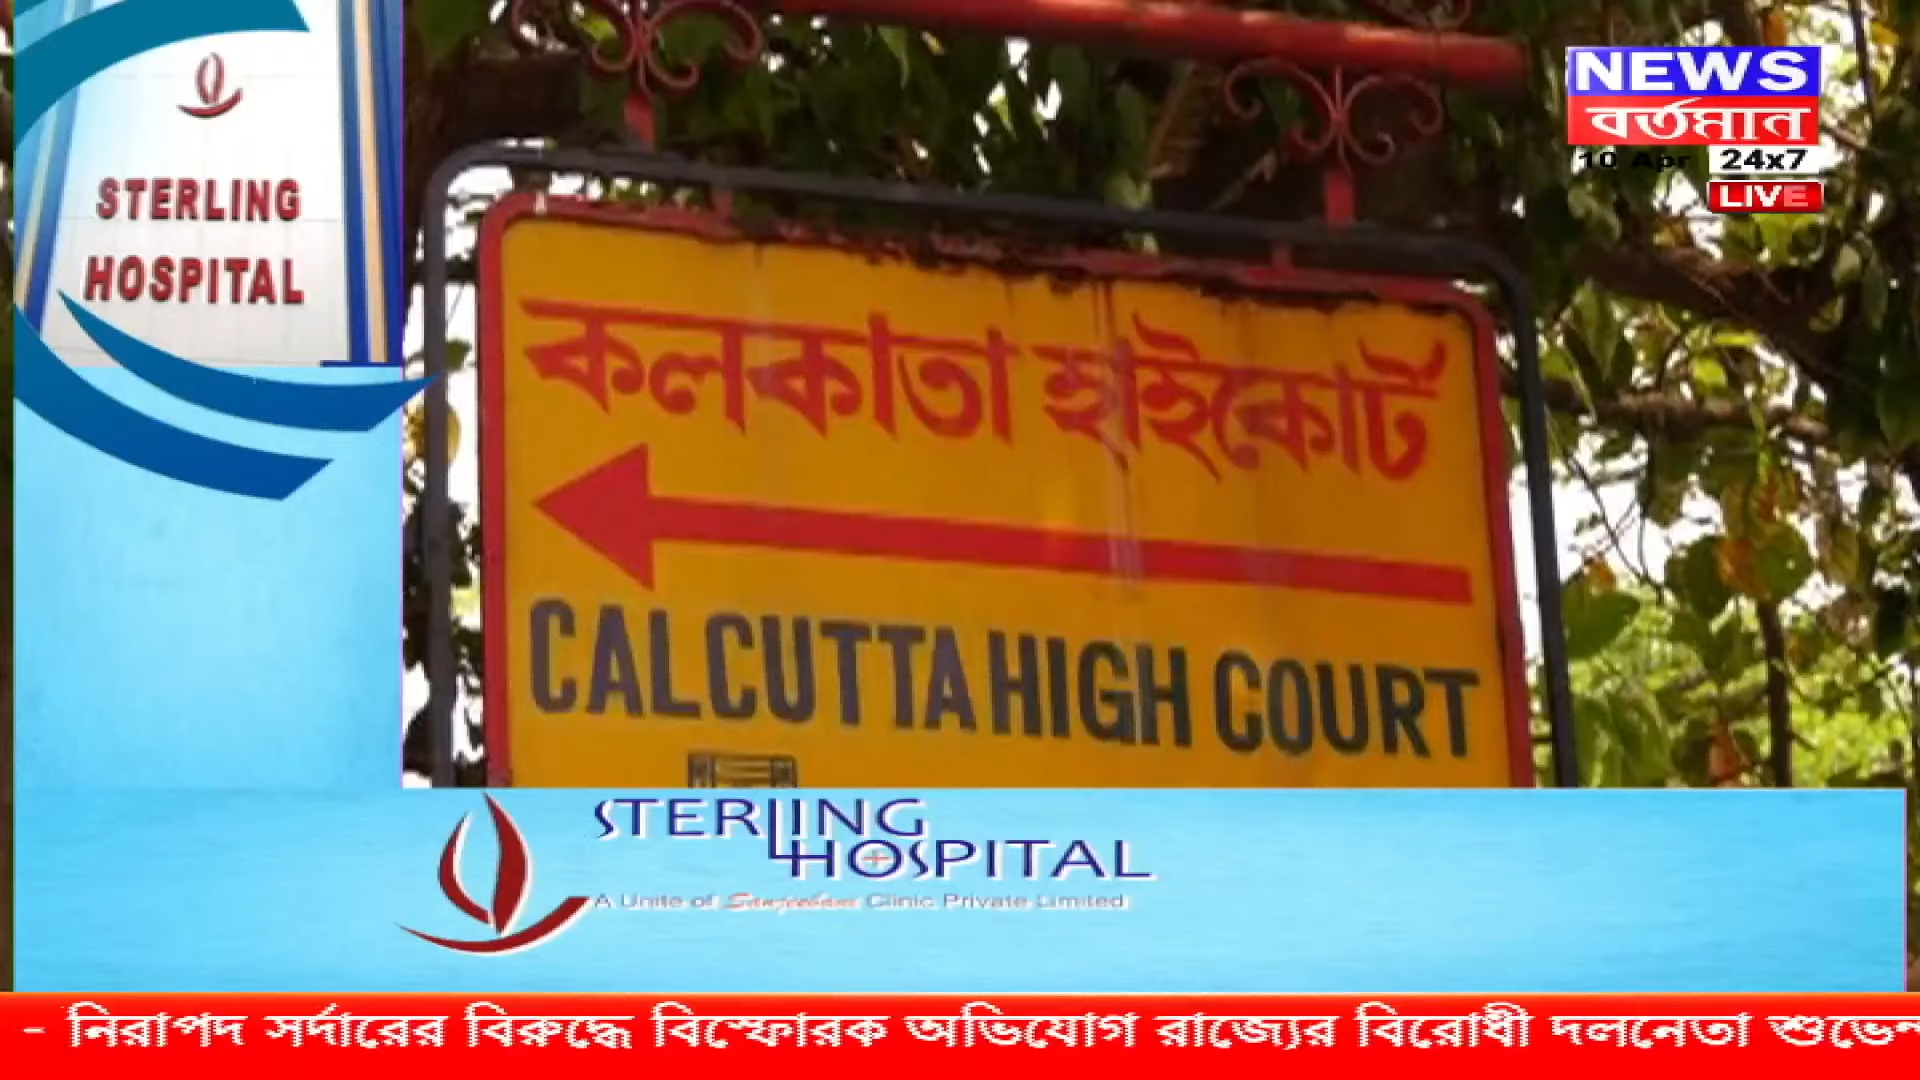 STERLING
HOSPITAL
NEWS
বর্তমান
10 Apr 24x7
LIVE
কলকাতা হাইকোর্ট
CALCUTTA HIGH COURT
STERLING
HOSPITAL
A Unite of Sanjeebani Clinic Private Limited
- নিরাপদ সর্দারের বিরুদ্ধে বিস্ফোরক অভিযোগ রাজ্যের বিরোধী দলনেতা